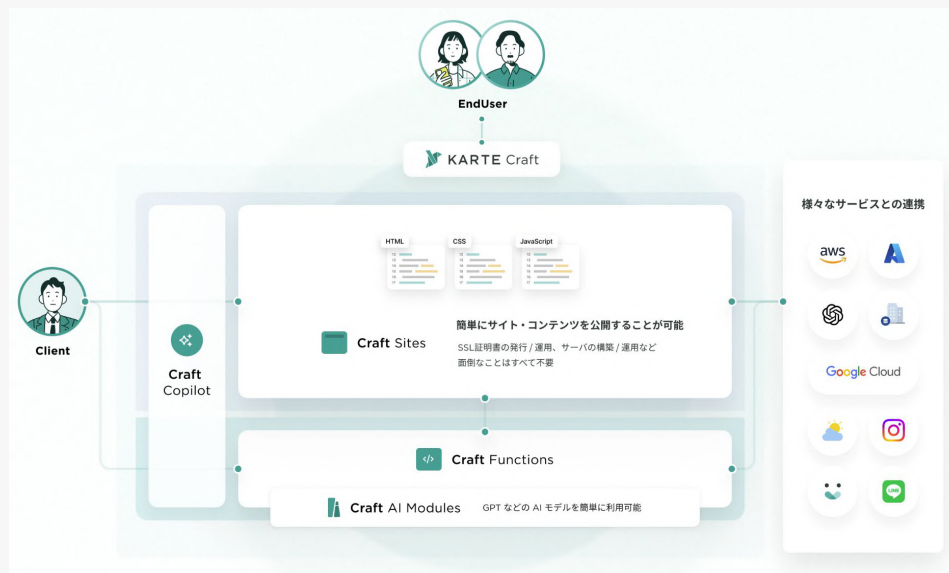 EndUser
KARTE Craft
様々なサービスとの連携
HTML
CSS
JavaScript
aws
簡単にサイト・コンテンツを公開することが可能
Craft Sites
SSL証明書の発行 / 運用、サーバの構築 / 運用など
面倒なことはすべて不要
Client
Craft
Copilot
Google Cloud
Craft Functions
Craft AI Modules
GPT などの AI モデルを簡単に利用可能
LINE